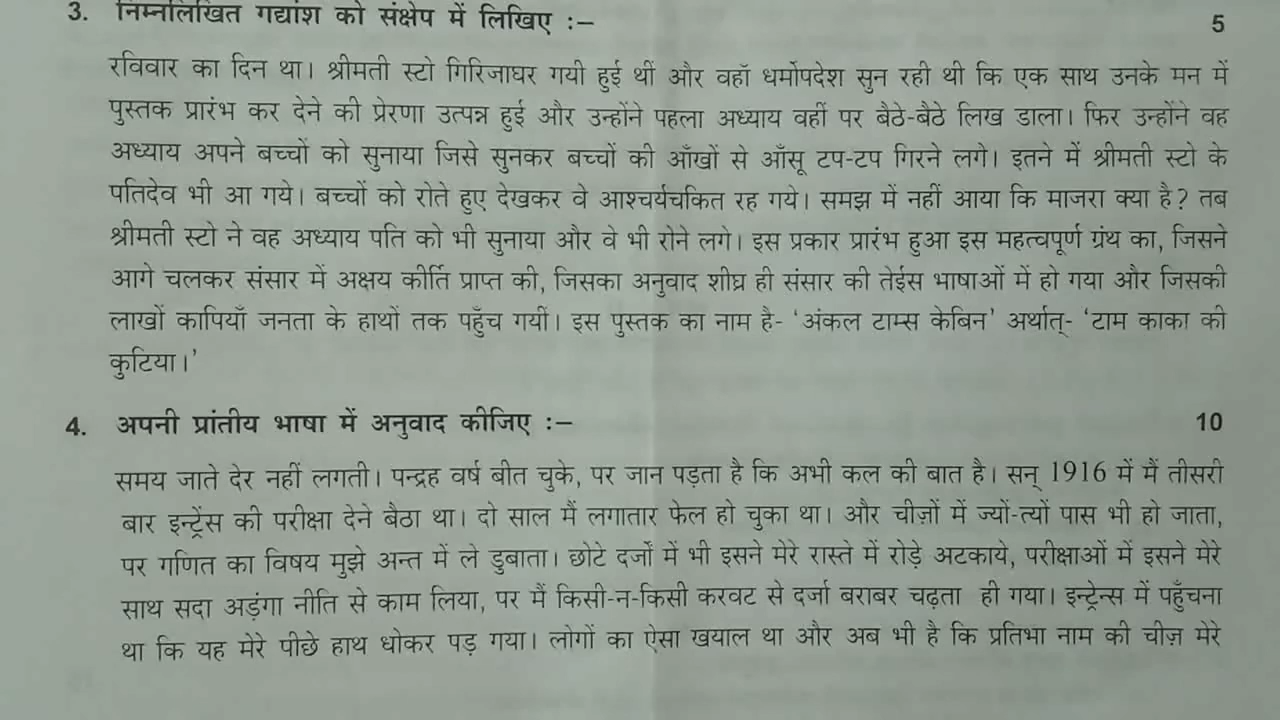 3. निम्नलिखित गद्यांश को संक्षेप में लिखिए :– 5
रविवार का दिन था। श्रीमती स्टो गिरिजाघर गयी हुई थीं और वहाँ धर्मोपदेश सुन रही थी कि एक साथ उनके मन में
पुस्तक प्रारंभ कर देने की प्रेरणा उत्पन्न हुई और उन्होंने पहला अध्याय वहीं पर बैठे-बैठे लिख डाला। फिर उन्होंने वह
अध्याय अपने बच्चों को सुनाया जिसे सुनकर बच्चों की आँखों से आँसू टप-टप गिरने लगे। इतने में श्रीमती स्टो के
पतिदेव भी आ गये। बच्चों को रोते हुए देखकर वे आश्चर्यचकित रह गये। समझ में नहीं आया कि माजरा क्या है? तब
श्रीमती स्टो ने वह अध्याय पति को भी सुनाया और वे भी रोने लगे। इस प्रकार प्रारंभ हुआ इस महत्वपूर्ण ग्रंथ का, जिसने
आगे चलकर संसार में अक्षय कीर्ति प्राप्त की, जिसका अनुवाद शीघ्र ही संसार की तेईस भाषाओं में हो गया और जिसकी
लाखों कापियाँ जनता के हाथों तक पहुँच गयीं। इस पुस्तक का नाम है- ‘अंकल टाम्स केबिन’ अर्थात्- ‘टाम काका की
कुटिया।’
4. अपनी प्रांतीय भाषा में अनुवाद कीजिए :– 10
समय जाते देर नहीं लगती। पन्द्रह वर्ष बीत चुके, पर जान पड़ता है कि अभी कल की बात है। सन् 1916 में मैं तीसरी
बार इन्ट्रेंस की परीक्षा देने बैठा था। दो साल मैं लगातार फेल हो चुका था। और चीज़ों में ज्यों-त्यों पास भी हो जाता,
पर गणित का विषय मुझे अन्त में ले डुबाता। छोटे दर्जों में भी इसने मेरे रास्ते में रोड़े अटकाये, परीक्षाओं में इसने मेरे
साथ सदा अड़ंगा नीति से काम लिया, पर मैं किसी-न-किसी करवट से दर्जा बराबर चढ़ता ही गया। इन्ट्रेन्स में पहुँचना
था कि यह मेरे पीछे हाथ धोकर पड़ गया। लोगों का ऐसा खयाल था और अब भी है कि प्रतिभा नाम की चीज़ मेरे